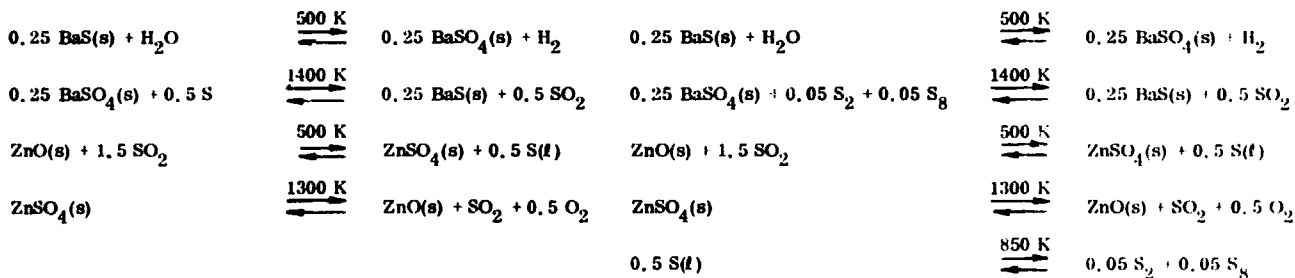 0.25 BaS(s) + H2O 500 K ⇌ 0.25 BaSO4(s) + H2
0.25 BaSO4(s) + 0.5 S 1400 K ⇌ 0.25 BaS(s) + 0.5 SO2
ZnO(s) + 1.5 SO2 500 K ⇌ ZnSO4(s) + 0.5 S(ℓ)
ZnSO4(s) 1300 K ⇌ ZnO(s) + SO2 + 0.5 O2
0.25 BaS(s) + H2O 500 K ⇌ 0.25 BaSO4(s) + H2
0.25 BaSO4(s) + 0.05 S2 + 0.05 S8 1400 K ⇌ 0.25 BaS(s) + 0.5 SO2
ZnO(s) + 1.5 SO2 500 K ⇌ ZnSO4(s) + 0.5 S(ℓ)
ZnSO4(s) 1300 K ⇌ ZnO(s) + SO2 + 0.5 O2
0.5 S(ℓ) 850 K ⇌ 0.05 S2 + 0.05 S8